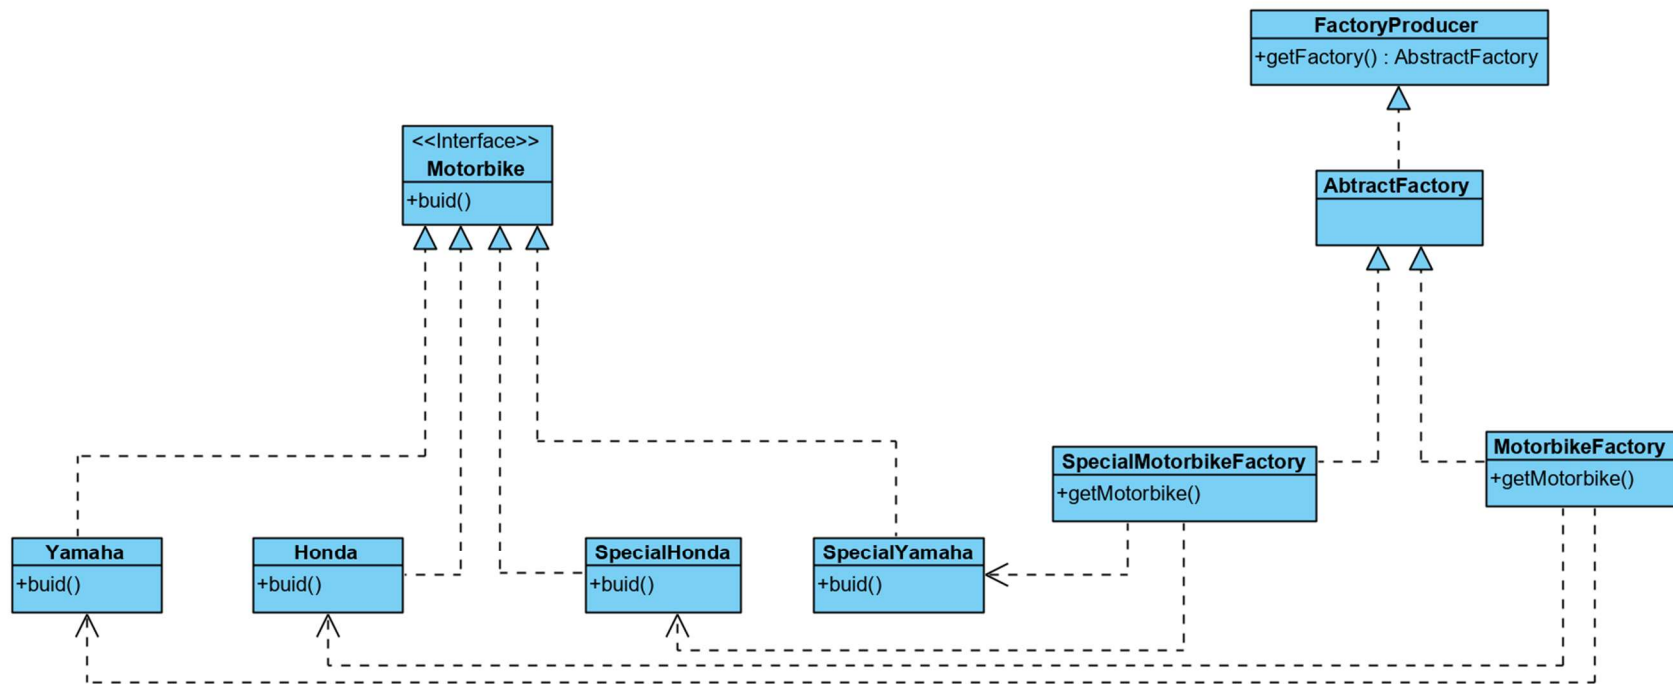 FactoryProducer
+getFactory() : AbstractFactory
<<Interface>>
Motorbike
+buid()
AbtractFactory
SpecialMotorbikeFactory
+getMotorbike()
MotorbikeFactory
+getMotorbike()
Yamaha
+buid()
Honda
+buid()
SpecialHonda
+buid()
SpecialYamaha
+buid()